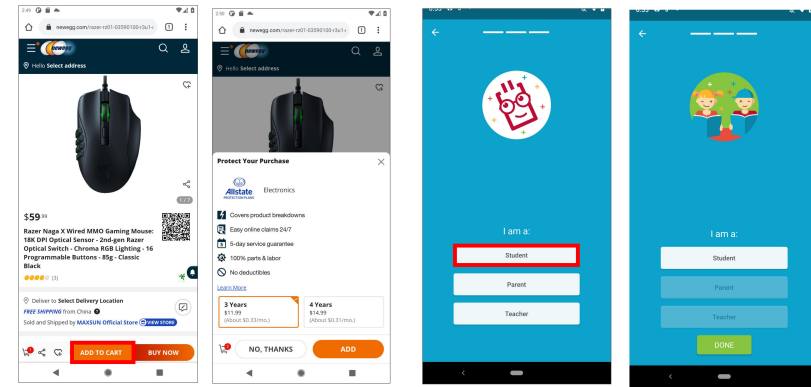 2:49
newegg.com/razer-rz01-03590100-r3u1-r
newegg
Hello Select address
1 / 7
$59.99
Razer Naga X Wired MMO Gaming Mouse:
18K DPI Optical Sensor - 2nd-gen Razer
Optical Switch - Chroma RGB Lighting - 16
Programmable Buttons - 85g - Classic
Black
(3)
Deliver to Select Delivery Location
FREE SHIPPING from China
Sold and Shipped by MAXSUN Official Store VIEW STORE
ADD TO CART
BUY NOW
2:50
newegg.com/razer-rz01-03590100-r3u1-r
newegg
Hello Select address
Protect Your Purchase
Allstate
PROTECTION PLANS
Electronics
Covers product breakdowns
Easy online claims 24/7
5-day service guarantee
100% parts & labor
No deductibles
Learn More
3 Years
$11.99
(About $0.33/mo.)
4 Years
$14.99
(About $0.31/mo.)
NO, THANKS
ADD
I am a:
Student
Parent
Teacher
I am a:
Student
Parent
Teacher
DONE